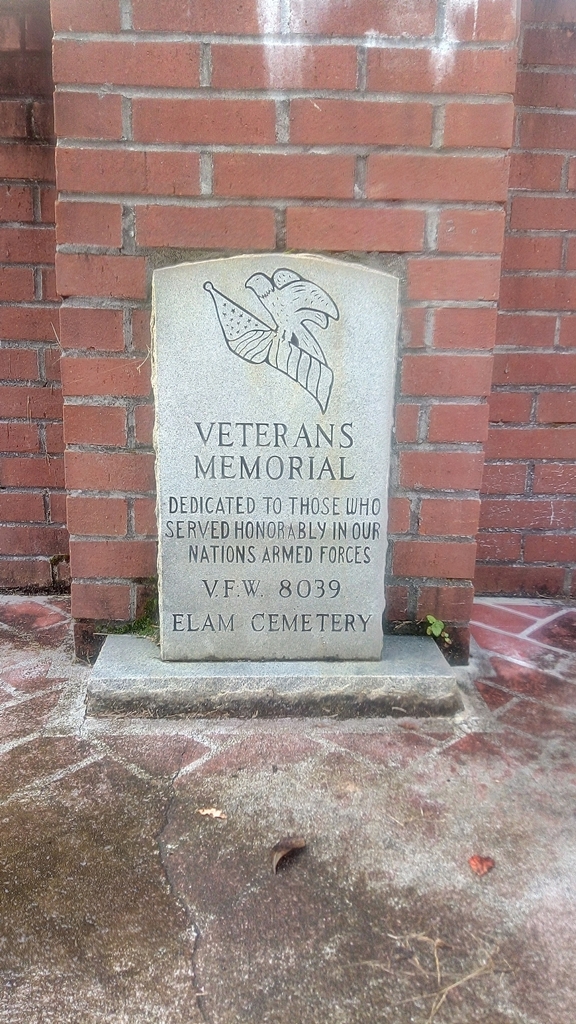 VETERANS
MEMORIAL
DEDICATED TO THOSE WHO
SERVED HONORABLY IN OUR
NATIONS ARMED FORCES
V.F.W. 8039
ELAM CEMETERY